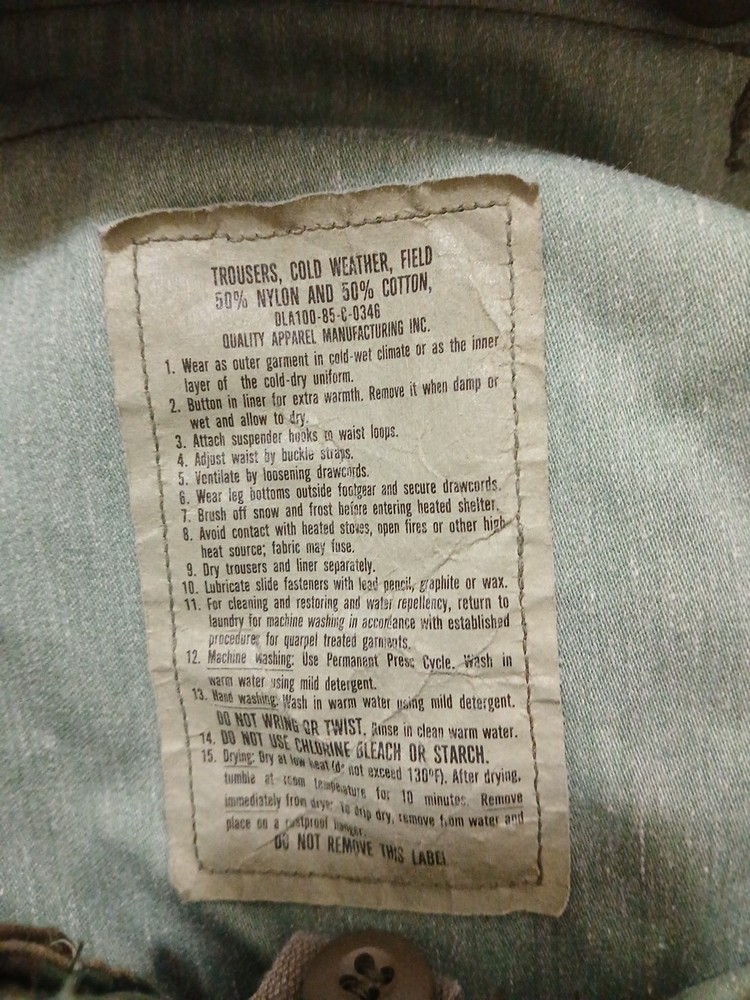 TROUSERS, COLD WEATHER, FIELD
50% NYLON AND 50% COTTON,
DLA100-85-C-0346
QUALITY APPAREL MANUFACTURING INC.
1. Wear as outer garment in cold-wet climate or as the inner
layer of the cold-dry uniform.
2. Button in liner for extra warmth. Remove it when damp or
wet and allow to dry.
3. Attach suspender hooks to waist loops.
4. Adjust waist by buckle straps.
5. Ventilate by loosening drawcords.
6. Wear leg bottoms outside footgear and secure drawcords.
7. Brush off snow and frost before entering heated shelter.
8. Avoid contact with heated stoves, open fires or other high
heat source; fabric may fuse.
9. Dry trousers and liner separately.
10. Lubricate slide fasteners with lead pencil, graphite or wax.
11. For cleaning and restoring and water repellency, return to
laundry for machine washing in accordance with established
procedures for quarpel treated garments.
12. Machine washing: Use Permanent Press Cycle. Wash in
warm water using mild detergent.
13. Hand washing: Wash in warm water using mild detergent.
DO NOT WRING OR TWIST. Rinse in clean warm water.
14. DO NOT USE CHLORINE BLEACH OR STARCH.
15. Drying: Dry at low heat (do not exceed 130°F). After drying,
tumble at room temperature for 10 minutes. Remove
immediately from dryer. To drip dry, remove from water and
place on a rustproof hanger.
DO NOT REMOVE THIS LABEL